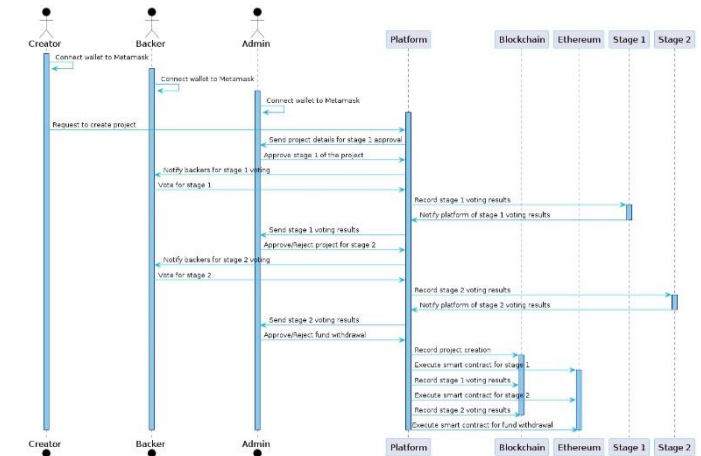 Creator Backer Admin Platform Blockchain Ethereum Stage 1 Stage 2
Connect wallet to Metamask
Connect wallet to Metamask
Connect wallet to Metamask
Request to create project
Send project details for stage 1 approval
Approve stage 1 of the project
Notify backers for stage 1 voting
Vote for stage 1
Record stage 1 voting results
Notify platform of stage 1 voting results
Send stage 1 voting results
Approve/Reject project for stage 2
Notify backers for stage 2 voting
Vote for stage 2
Record stage 2 voting results
Notify platform of stage 2 voting results
Send stage 2 voting results
Approve/Reject fund withdrawal
Record project creation
Execute smart contract for stage 1
Record stage 1 voting results
Execute smart contract for stage 2
Record stage 2 voting results
Execute smart contract for fund withdrawal
Creator Backer Admin Platform Blockchain Ethereum Stage 1 Stage 2